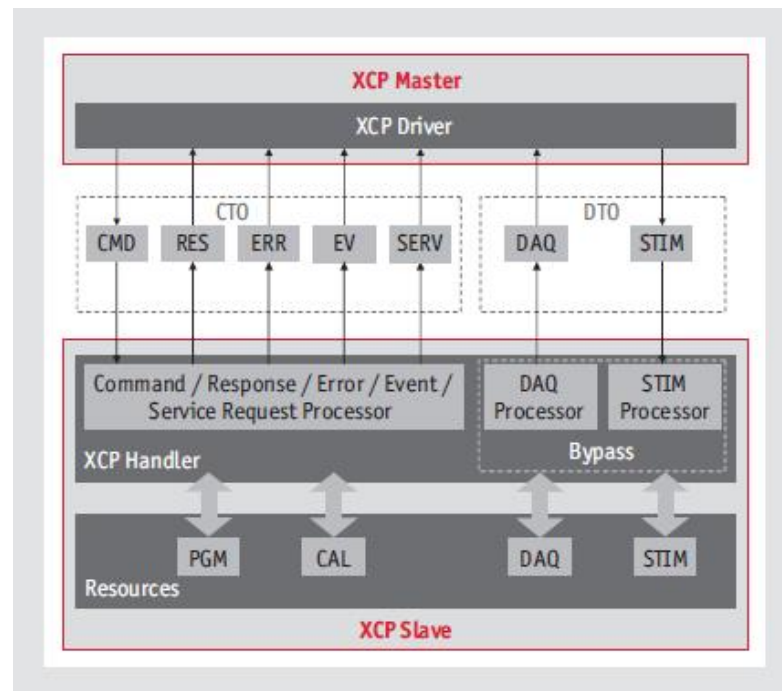 XCP Master
XCP Driver
CTO
DTO
CMD
RES
ERR
EV
SERV
DAQ
STIM
Command / Response / Error / Event /
Service Request Processor
DAQ
Processor
STIM
Processor
Bypass
XCP Handler
PGM
CAL
DAQ
STIM
Resources
XCP Slave